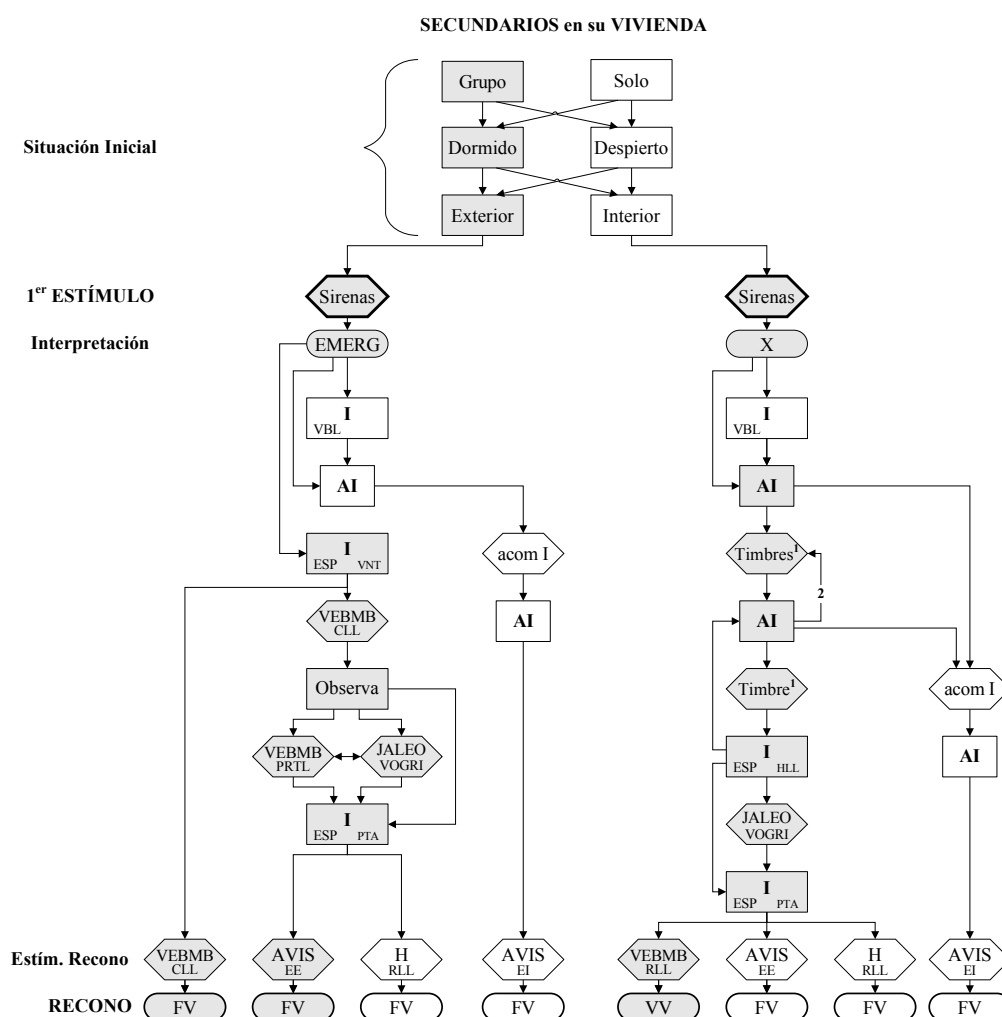 SECUNDARIOS en su VIVIENDA
Grupo
Solo
Situación Inicial
Dormido
Despierto
Exterior
Interior
1er ESTÍMULO
Sirenas
Sirenas
Interpretación
EMERG
X
I
VBL
I
VBL
AI
AI
I
ESP VNT
acom I
Timbres1
2
VEBMB
CLL
AI
AI
Observa
Timbre1
acom I
VEBMB
PRTL
JALEO
VOGRI
I
ESP HLL
AI
I
ESP PTA
JALEO
VOGRI
I
ESP PTA
Estím. Recono
VEBMB
CLL
AVIS
EE
H
RLL
AVIS
EI
VEBMB
RLL
AVIS
EE
H
RLL
AVIS
EI
RECONO
FV
FV
FV
FV
VV
FV
FV
FV